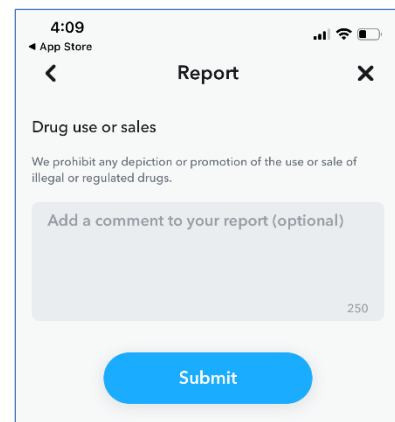 4:09
◀ App Store
Report
Drug use or sales
We prohibit any depiction or promotion of the use or sale of
illegal or regulated drugs.
Add a comment to your report (optional)
250
Submit